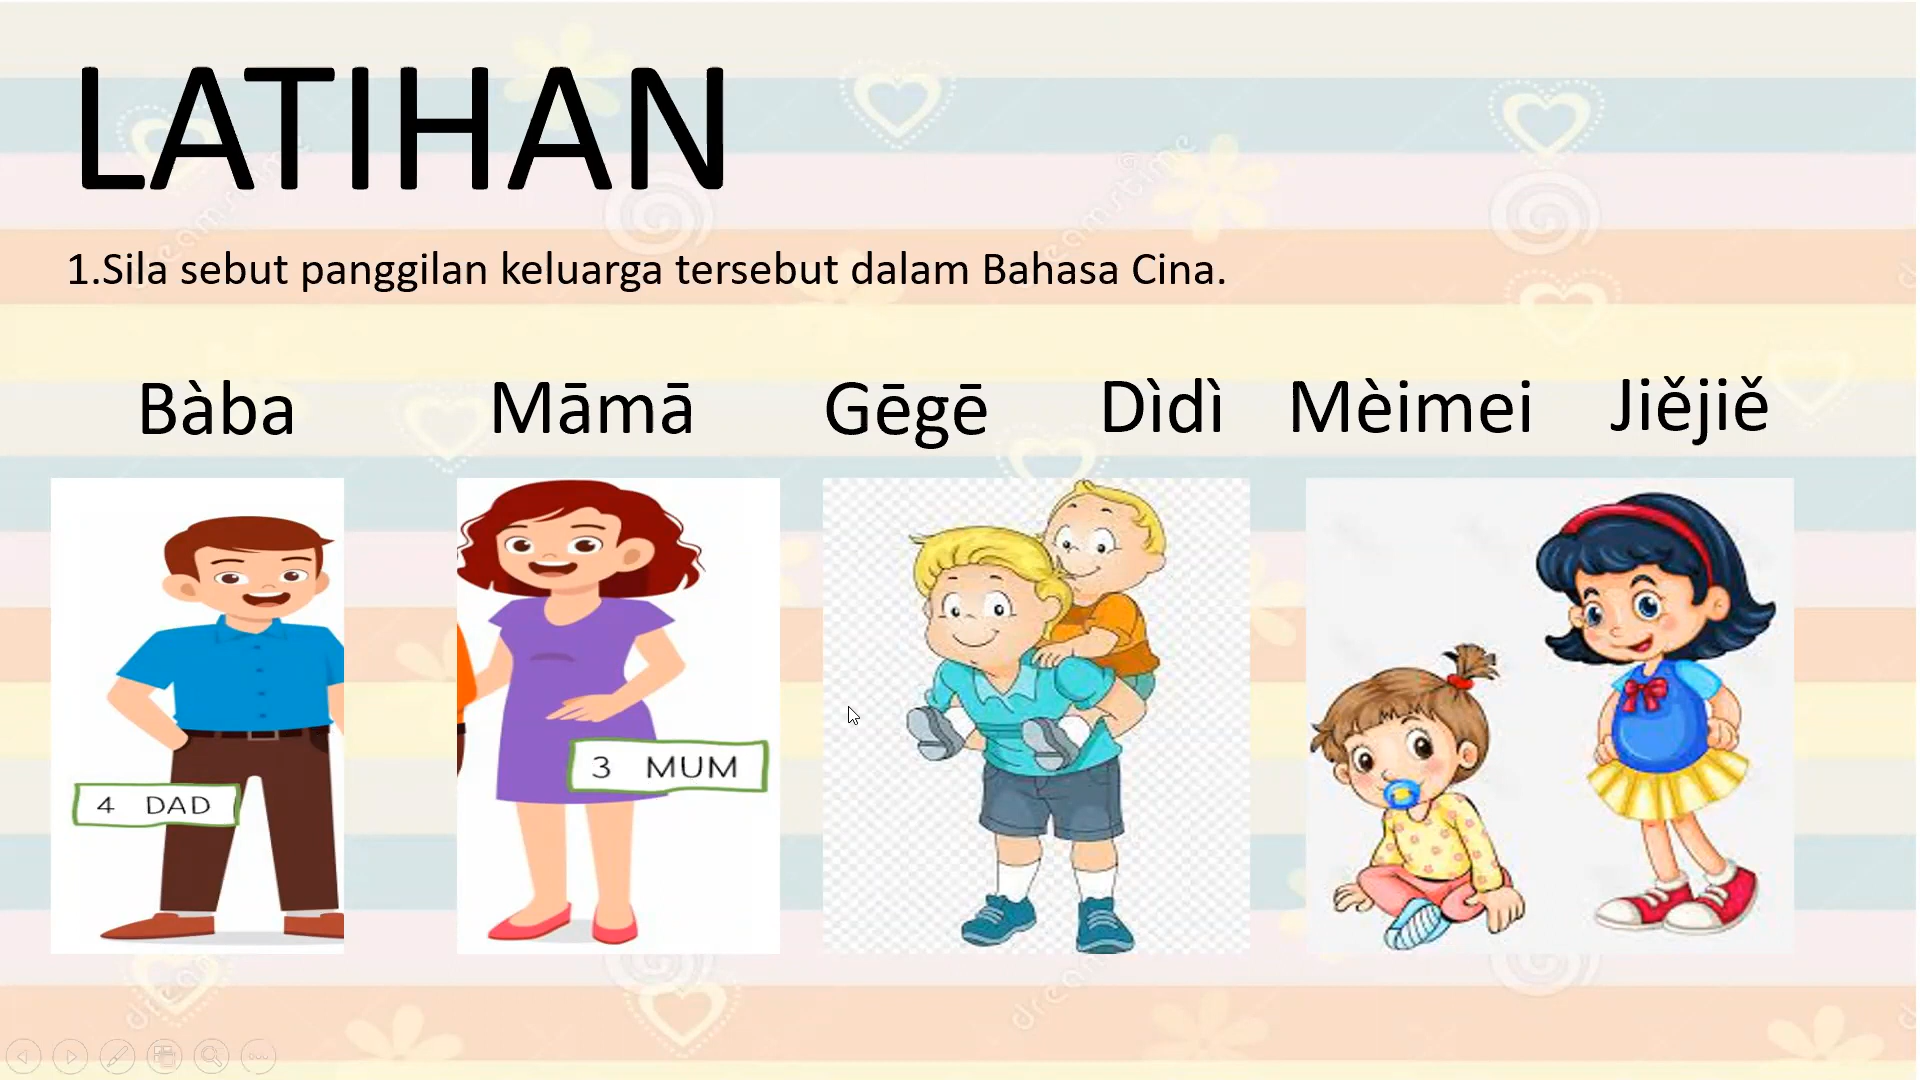 LATIHAN
1.Sila sebut panggilan keluarga tersebut dalam Bahasa Cina.
Bàba Māmā Gēgē Dìdì Mèimei Jiějiě
4 DAD
3 MUM
dreamstime